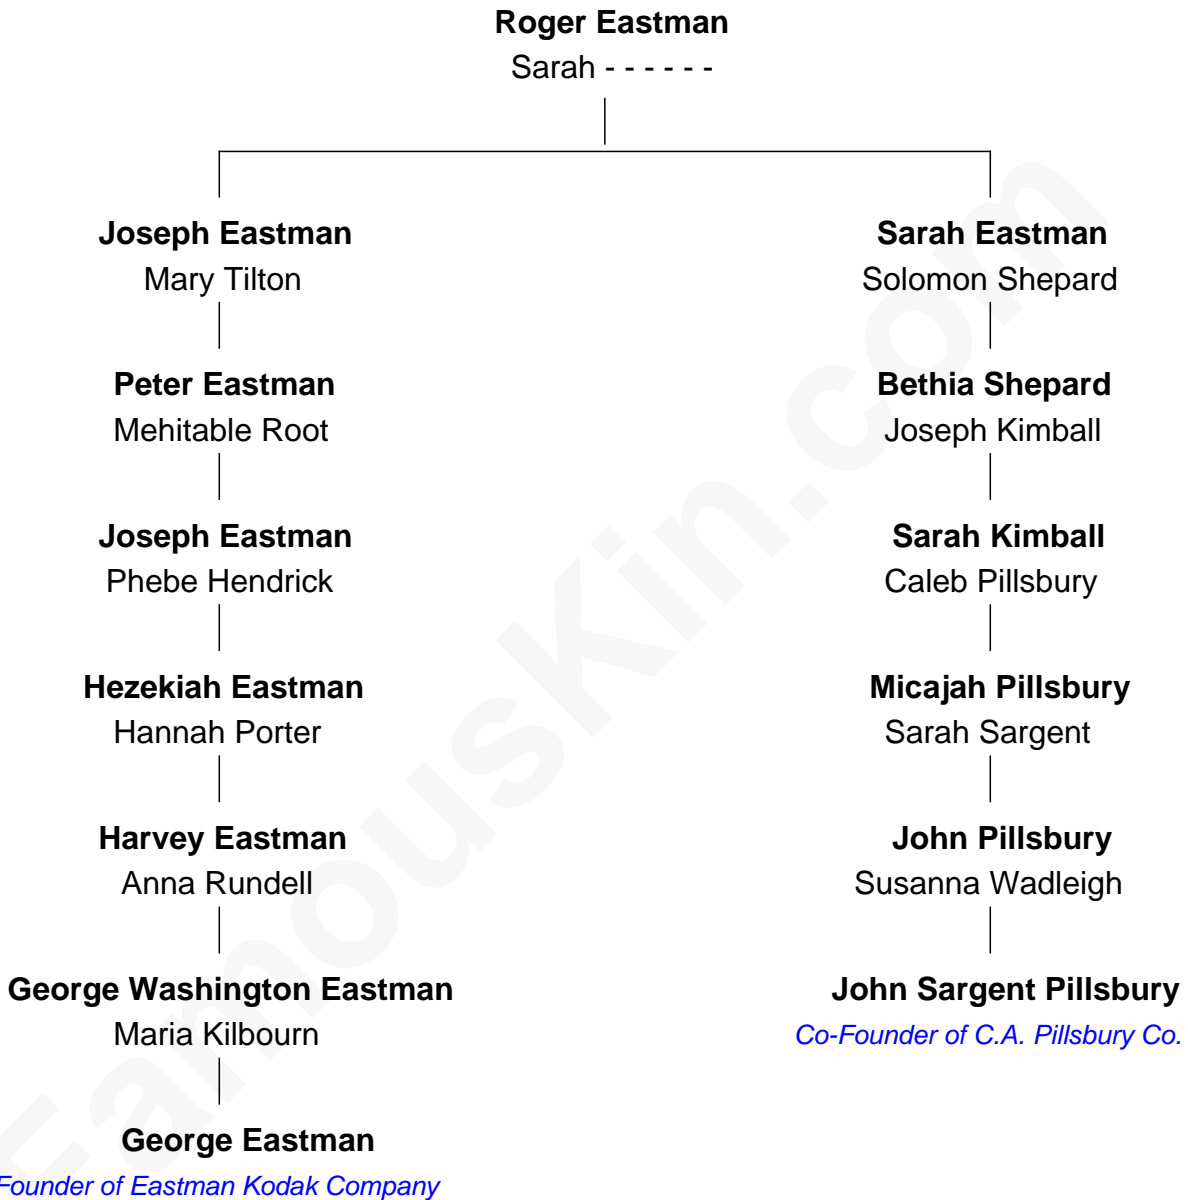 Roger Eastman
Sarah - - - - - -
Joseph Eastman
Mary Tilton
Sarah Eastman
Solomon Shepard
Peter Eastman
Mehitable Root
Bethia Shepard
Joseph Kimball
Joseph Eastman
Phebe Hendrick
Sarah Kimball
Caleb Pillsbury
Hezekiah Eastman
Hannah Porter
Micajah Pillsbury
Sarah Sargent
Harvey Eastman
Anna Rundell
John Pillsbury
Susanna Wadleigh
George Washington Eastman
Maria Kilbourn
John Sargent Pillsbury
Co-Founder of C.A. Pillsbury Co.
George Eastman
Founder of Eastman Kodak Company
FamousKin.com